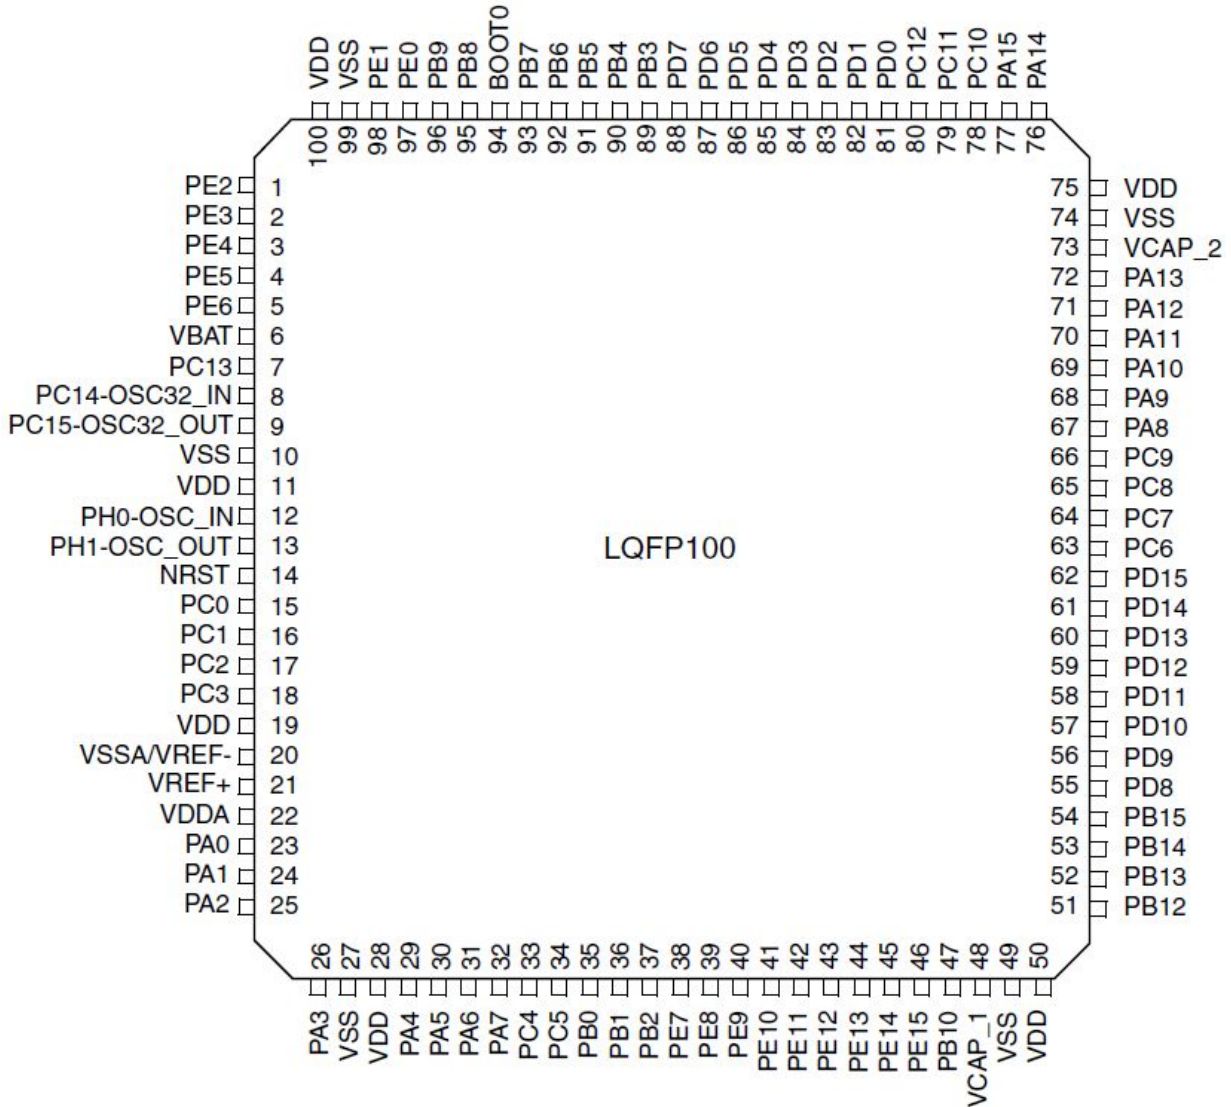 VDD VSS PE1 PE0 PB9 PB8 BOOT0 PB7 PB6 PB5 PB4 PB3 PD7 PD6 PD5 PD4 PD3 PD2 PD1 PD0 PC12 PC11 PC10 PA15 PA14
100 99 98 97 96 95 94 93 92 91 90 89 88 87 86 85 84 83 82 81 80 79 78 77 76
PE2 1 75 VDD
PE3 2 74 VSS
PE4 3 73 VCAP_2
PE5 4 72 PA13
PE6 5 71 PA12
VBAT 6 70 PA11
PC13 7 69 PA10
PC14-OSC32_IN 8 68 PA9
PC15-OSC32_OUT 9 67 PA8
VSS 10 66 PC9
VDD 11 65 PC8
PH0-OSC_IN 12 64 PC7
PH1-OSC_OUT 13 LQFP100 63 PC6
NRST 14 62 PD15
PC0 15 61 PD14
PC1 16 60 PD13
PC2 17 59 PD12
PC3 18 58 PD11
VDD 19 57 PD10
VSSA/VREF- 20 56 PD9
VREF+ 21 55 PD8
VDDA 22 54 PB15
PA0 23 53 PB14
PA1 24 52 PB13
PA2 25 51 PB12
26 27 28 29 30 31 32 33 34 35 36 37 38 39 40 41 42 43 44 45 46 47 48 49 50
PA3 VSS VDD PA4 PA5 PA6 PA7 PC4 PC5 PB0 PB1 PB2 PE7 PE8 PE9 PE10 PE11 PE12 PE13 PE14 PE15 PB10 VCAP_1 VSS VDD